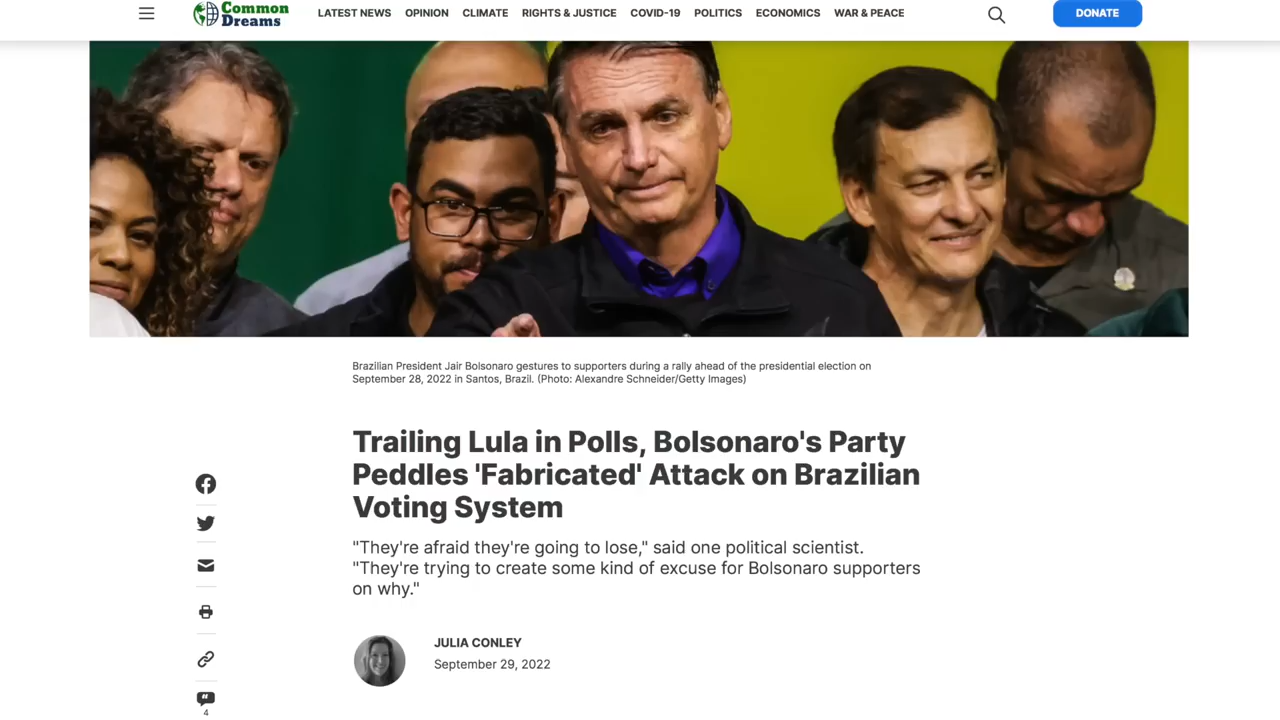 Common
Dreams
LATEST NEWS OPINION CLIMATE RIGHTS & JUSTICE COVID-19 POLITICS ECONOMICS WAR & PEACE
DONATE
Brazilian President Jair Bolsonaro gestures to supporters during a rally ahead of the presidential election on
September 28, 2022 in Santos, Brazil. (Photo: Alexandre Schneider/Getty Images)
Trailing Lula in Polls, Bolsonaro's Party
Peddles 'Fabricated' Attack on Brazilian
Voting System
"They're afraid they're going to lose," said one political scientist.
"They're trying to create some kind of excuse for Bolsonaro supporters
on why."
JULIA CONLEY
September 29, 2022
4